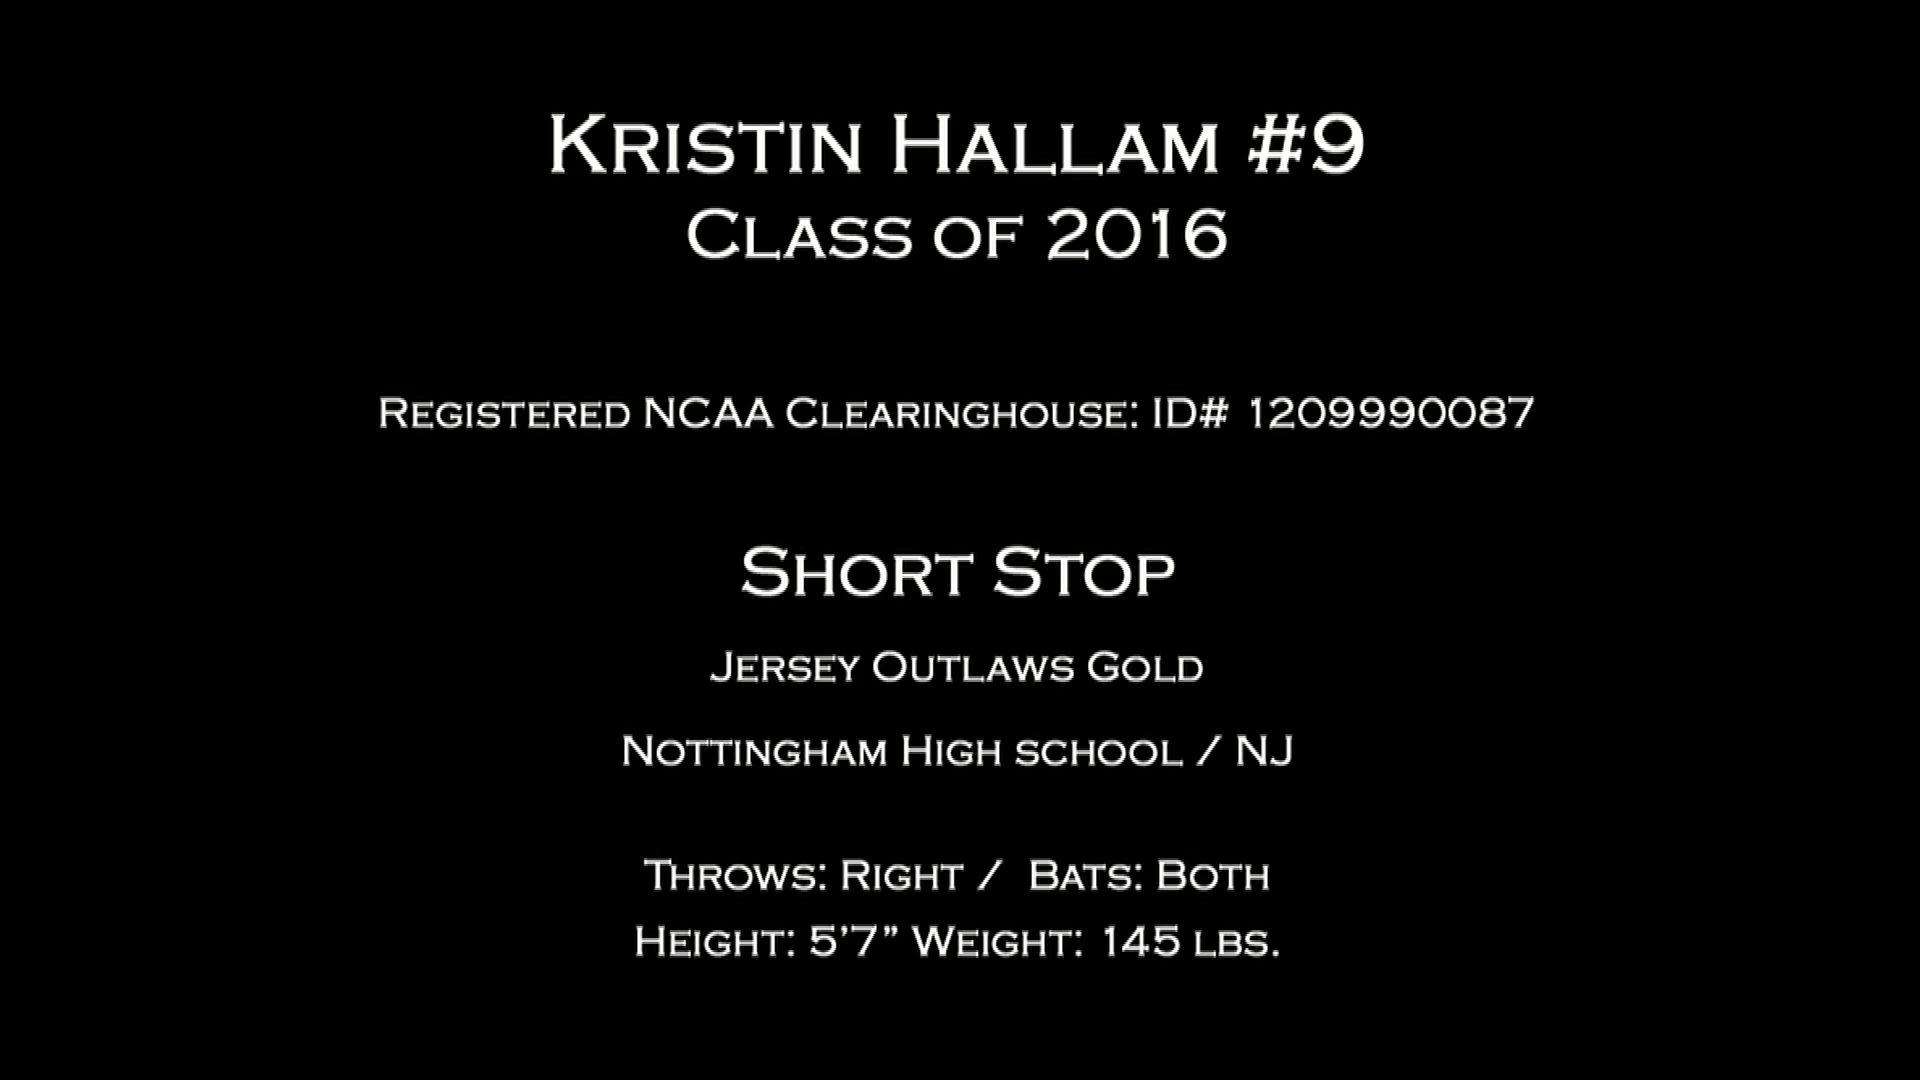 Kristin Hallam #9
Class of 2016
Registered NCAA Clearinghouse: ID# 1209990087
Short Stop
Jersey Outlaws Gold
Nottingham High school / NJ
Throws: Right / Bats: Both
Height: 5’7” Weight: 145 lbs.